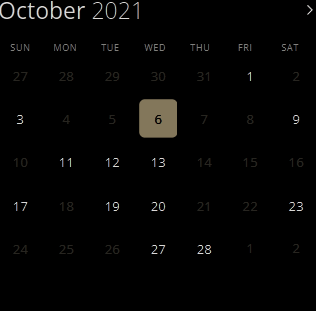 October 2021
SUN MON TUE WED THU FRI SAT
27 28 29 30 31 1 2
3 4 5 6 7 8 9
10 11 12 13 14 15 16
17 18 19 20 21 22 23
24 25 26 27 28 1 2